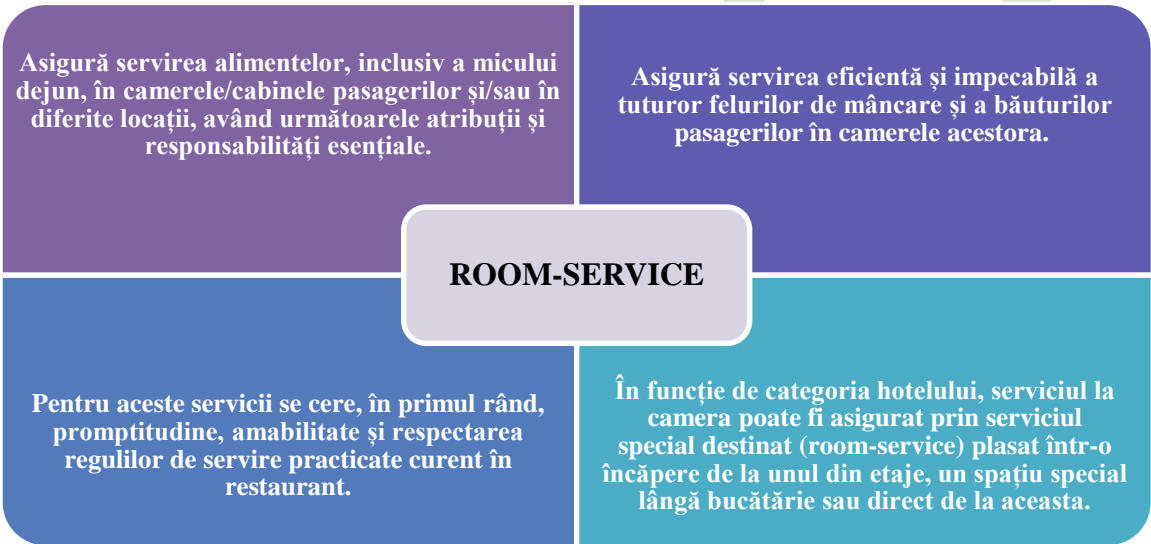 Asigură servirea alimentelor, inclusiv a micului
dejun, în camerele/cabinele pasagerilor și/sau în
diferite locații, având următoarele atribuții și
responsabilități esențiale.
Asigură servirea eficientă și impecabilă a
tuturor felurilor de mâncare și a băuturilor
pasagerilor în camerele acestora.
ROOM-SERVICE
Pentru aceste servicii se cere, în primul rând,
promptitudine, amabilitate și respectarea
regulilor de servire practicate curent în
restaurant.
În funcție de categoria hotelului, serviciul la
camera poate fi asigurat prin serviciul
special destinat (room-service) plasat într-o
încăpere de la unul din etaje, un spațiu special
lângă bucătărie sau direct de la aceasta.